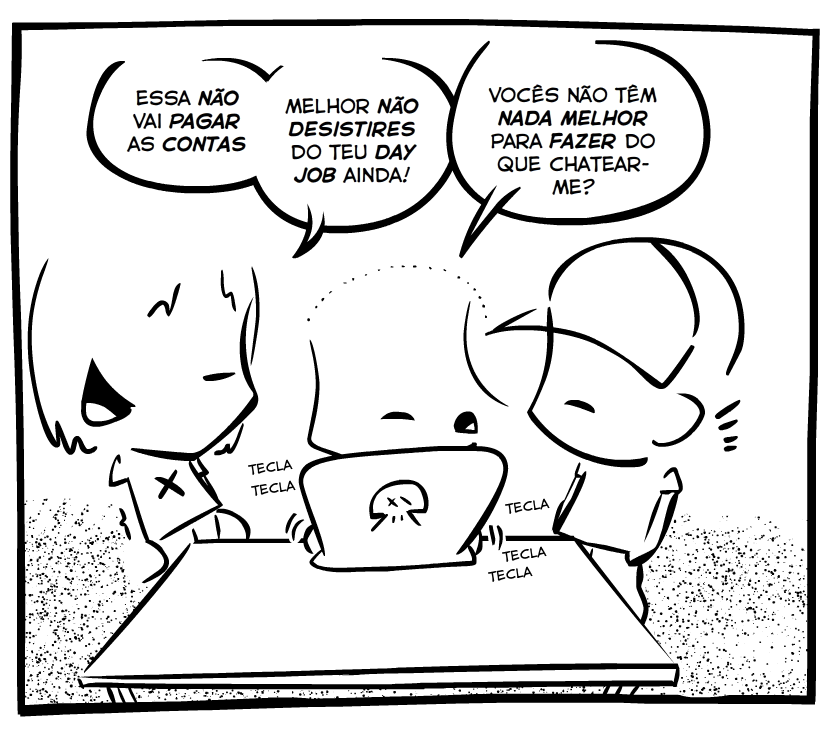 ESSA NÃO
VAI PAGAR
AS CONTAS
MELHOR NÃO
DESISTIRES
DO TEU DAY
JOB AINDA!
VOCÊS NÃO TÊM
NADA MELHOR
PARA FAZER DO
QUE CHATEAR-
ME?
TECLA
TECLA
TECLA
TECLA
TECLA